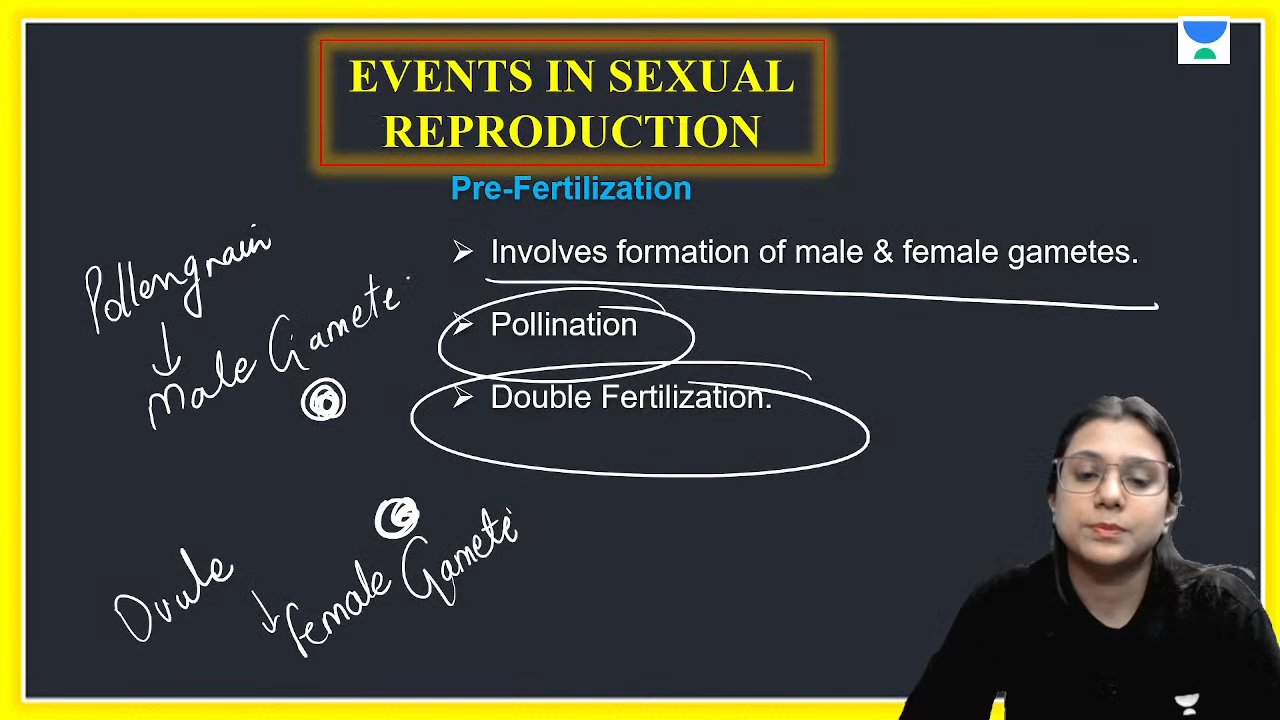 EVENTS IN SEXUAL
REPRODUCTION
Pre-Fertilization
Involves formation of male & female gametes.
Pollination
Double Fertilization.
Pollengrain
Male Gamete
Ovule
female Gamete